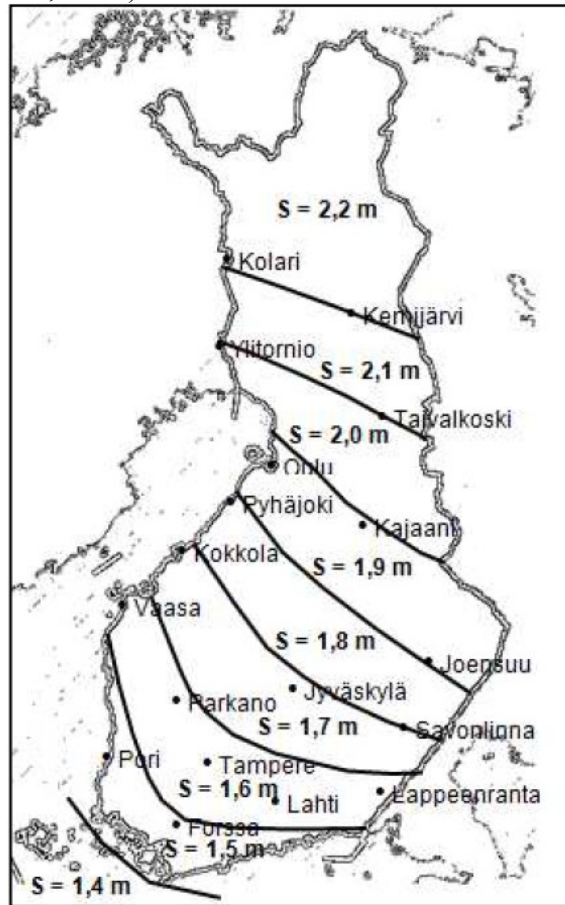 S = 2,2 m
Kolari
Kemijärvi
Ylitornio
S = 2,1 m
Taivalkoski
S = 2,0 m
Oulu
Pyhäjoki
Kajaani
Kokkola
S = 1,9 m
Vaasa
S = 1,8 m
Joensuu
Jyväskylä
Parkano
S = 1,7 m
Savonlinna
Pori
Tampere
S = 1,6 m
Lahti
Lappeenranta
Forssa
S = 1,5 m
S = 1,4 m